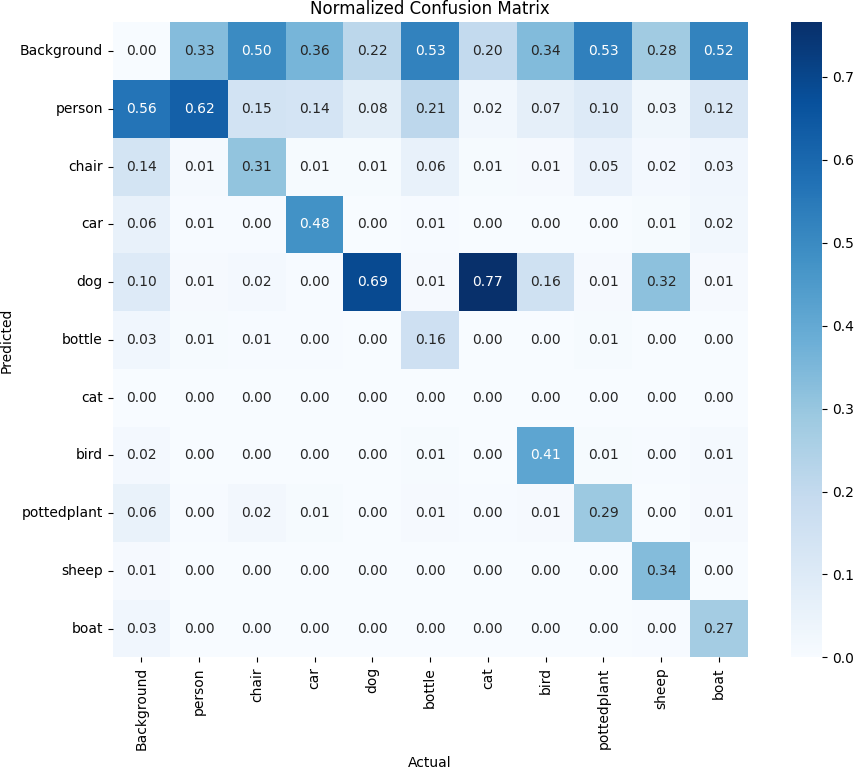 Normalized Confusion Matrix
Predicted
Background 0.00 0.33 0.50 0.36 0.22 0.53 0.20 0.34 0.53 0.28 0.52
person 0.56 0.62 0.15 0.14 0.08 0.21 0.02 0.07 0.10 0.03 0.12
chair 0.14 0.01 0.31 0.01 0.01 0.06 0.01 0.01 0.05 0.02 0.03
car 0.06 0.01 0.00 0.48 0.00 0.01 0.00 0.00 0.00 0.01 0.02
dog 0.10 0.01 0.02 0.00 0.69 0.01 0.77 0.16 0.01 0.32 0.01
bottle 0.03 0.01 0.01 0.00 0.00 0.16 0.00 0.00 0.01 0.00 0.00
cat 0.00 0.00 0.00 0.00 0.00 0.00 0.00 0.00 0.00 0.00 0.00
bird 0.02 0.00 0.00 0.00 0.00 0.01 0.00 0.41 0.01 0.00 0.01
pottedplant 0.06 0.00 0.02 0.01 0.00 0.01 0.00 0.01 0.29 0.00 0.01
sheep 0.01 0.00 0.00 0.00 0.00 0.00 0.00 0.00 0.00 0.34 0.00
boat 0.03 0.00 0.00 0.00 0.00 0.00 0.00 0.00 0.00 0.00 0.27
Background person chair car dog bottle cat bird pottedplant sheep boat
Actual
0.7
0.6
0.5
0.4
0.3
0.2
0.1
0.0